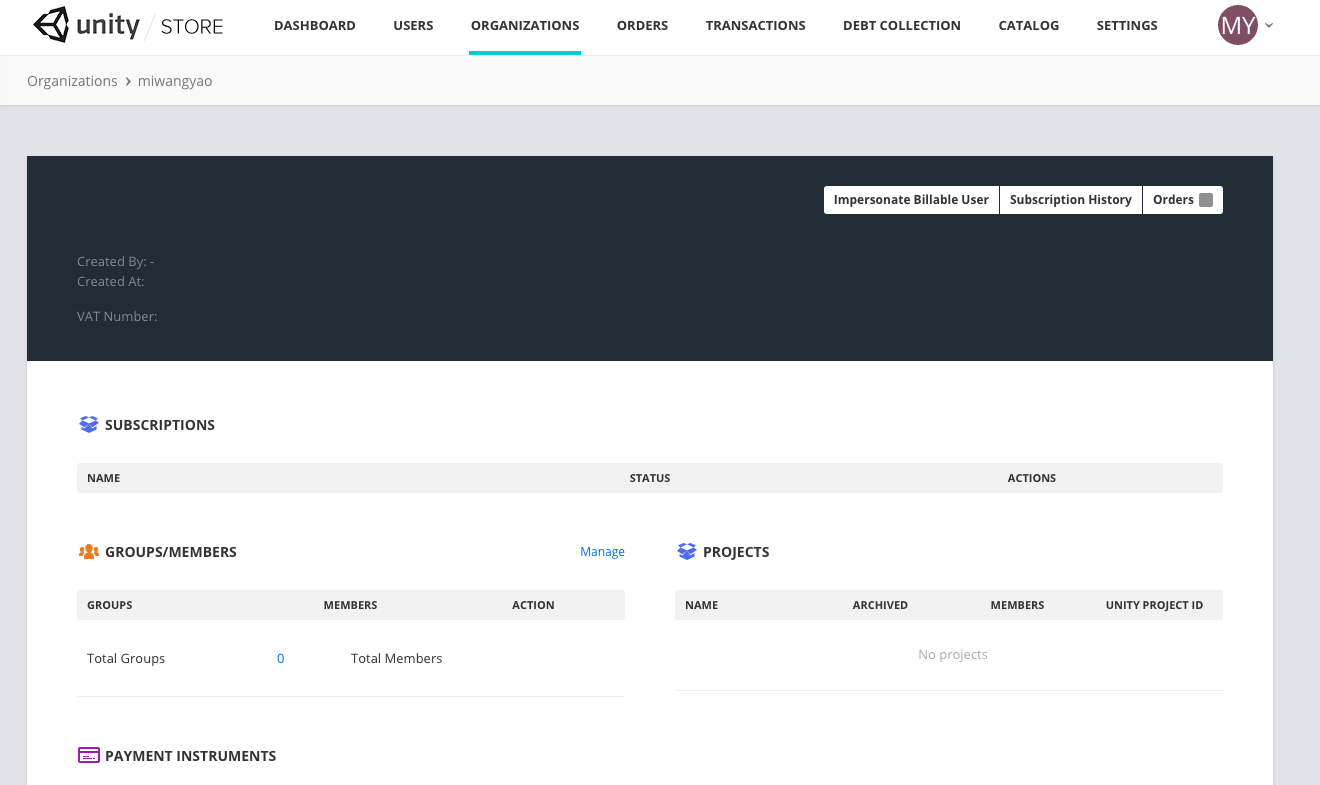 unity / STORE DASHBOARD USERS ORGANIZATIONS ORDERS TRANSACTIONS DEBT COLLECTION CATALOG SETTINGS MY
Organizations > miwangyao
Impersonate Billable User Subscription History Orders
Created By: -
Created At:
VAT Number:
SUBSCRIPTIONS
NAME STATUS ACTIONS
GROUPS/MEMBERS Manage
GROUPS MEMBERS ACTION
Total Groups 0 Total Members
PROJECTS
NAME ARCHIVED MEMBERS UNITY PROJECT ID
No projects
PAYMENT INSTRUMENTS